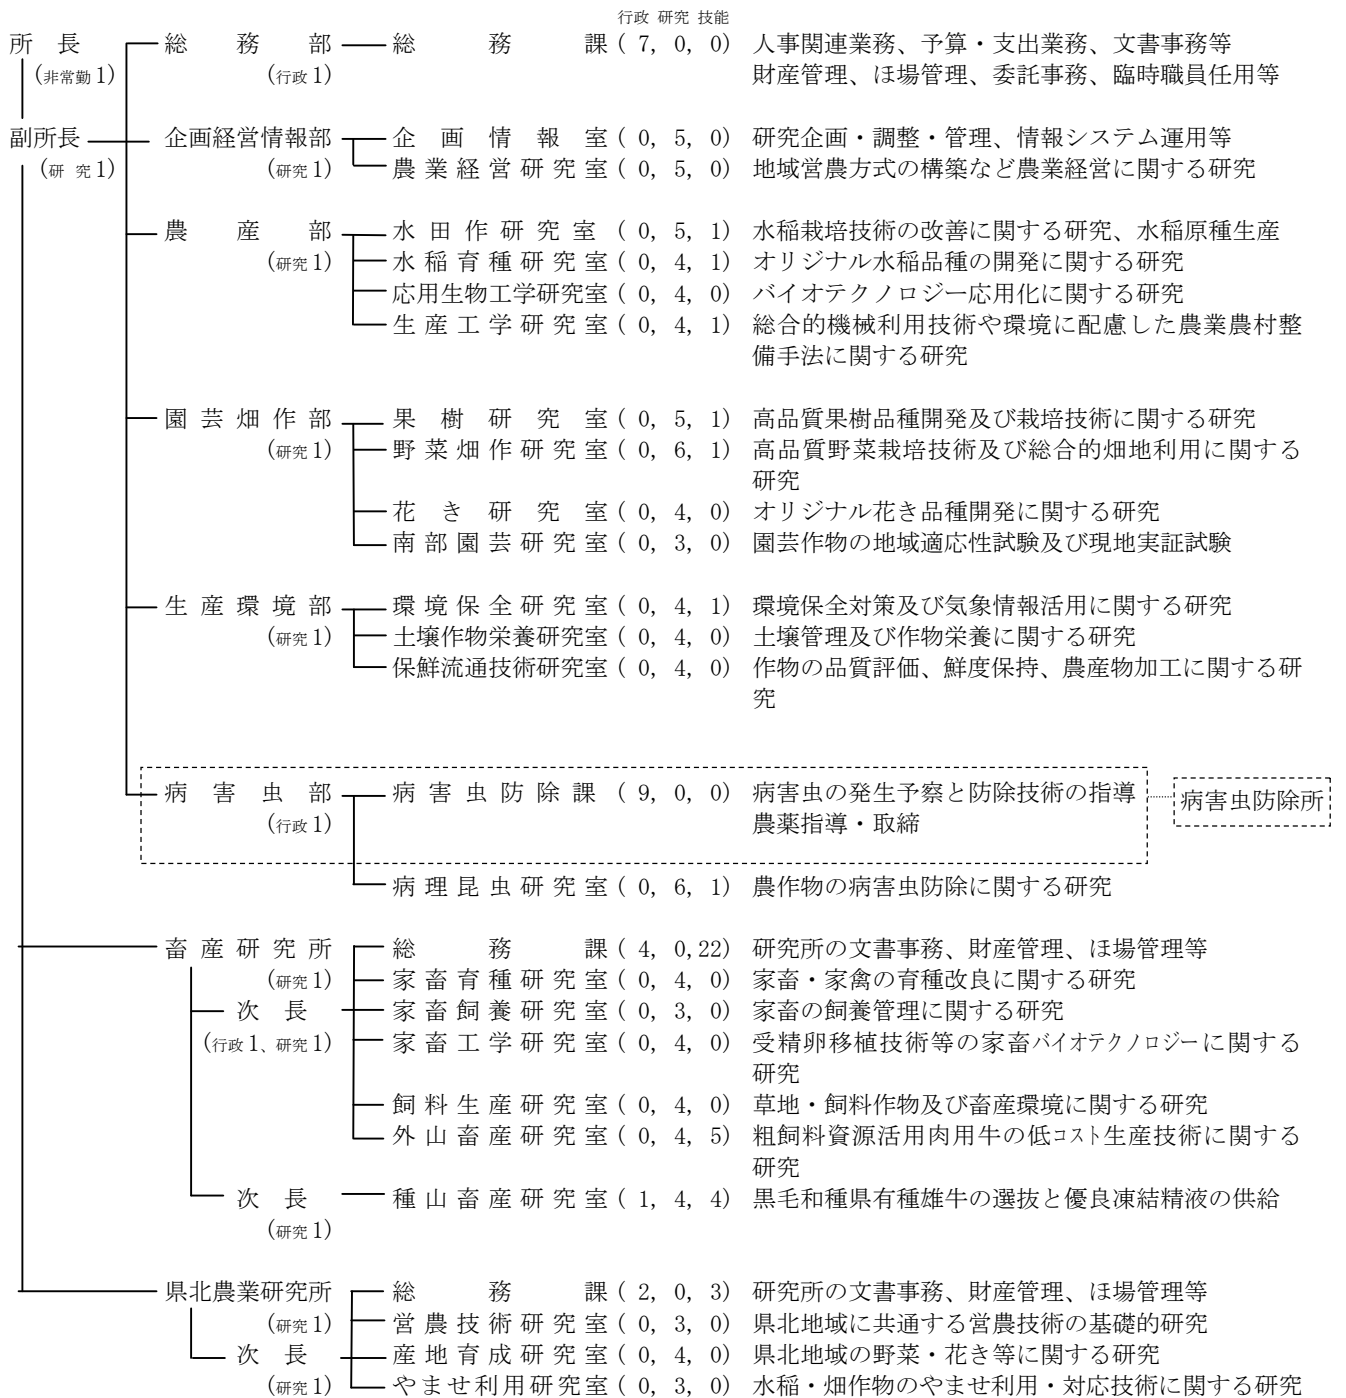 行政 研究 技能
所長 総務部 総務課 ( 7, 0, 0) 人事関連業務、予算・支出業務、文書事務等
(非常勤1) (行政1) 財産管理、ほ場管理、委託事務、臨時職員任用等
副所長 企画経営情報部 企画情報室 ( 0, 5, 0) 研究企画・調整・管理、情報システム運用等
(研究1) (研究1) 農業経営研究室 ( 0, 5, 0) 地域営農方式の構築など農業経営に関する研究
農産部 水田作研究室 ( 0, 5, 1) 水稲栽培技術の改善に関する研究、水稲原種生産
(研究1) 水稲育種研究室 ( 0, 4, 1) オリジナル水稲品種の開発に関する研究
応用生物工学研究室 ( 0, 4, 0) バイオテクノロジー応用化に関する研究
生産工学研究室 ( 0, 4, 1) 総合的機械利用技術や環境に配慮した農業農村整
備手法に関する研究
園芸畑作部 果樹研究室 ( 0, 5, 1) 高品質果樹品種開発及び栽培技術に関する研究
(研究1) 野菜畑作研究室 ( 0, 6, 1) 高品質野菜栽培技術及び総合的畑地利用に関する
研究
花き研究室 ( 0, 4, 0) オリジナル花き品種開発に関する研究
南部園芸研究室 ( 0, 3, 0) 園芸作物の地域適応性試験及び現地実証試験
生産環境部 環境保全研究室 ( 0, 4, 1) 環境保全対策及び気象情報活用に関する研究
(研究1) 土壌作物栄養研究室 ( 0, 4, 0) 土壌管理及び作物栄養に関する研究
保鮮流通技術研究室 ( 0, 4, 0) 作物の品質評価、鮮度保持、農産物加工に関する研
究
病害虫部 病害虫防除課 ( 9, 0, 0) 病害虫の発生予察と防除技術の指導 病害虫防除所
(行政1) 農薬指導・取締
病理昆虫研究室 ( 0, 6, 1) 農作物の病害虫防除に関する研究
畜産研究所 総務課 ( 4, 0,22) 研究所の文書事務、財産管理、ほ場管理等
(研究1) 家畜育種研究室 ( 0, 4, 0) 家畜・家禽の育種改良に関する研究
次長 家畜飼養研究室 ( 0, 3, 0) 家畜の飼養管理に関する研究
(行政1、研究1) 家畜工学研究室 ( 0, 4, 0) 受精卵移植技術等の家畜バイオテクノロジーに関する
研究
飼料生産研究室 ( 0, 4, 0) 草地・飼料作物及び畜産環境に関する研究
外山畜産研究室 ( 0, 4, 5) 粗飼料資源活用肉用牛の低コスト生産技術に関する
研究
次長 種山畜産研究室 ( 1, 4, 4) 黒毛和種県有種雄牛の選抜と優良凍結精液の供給
(研究1)
県北農業研究所 総務課 ( 2, 0, 3) 研究所の文書事務、財産管理、ほ場管理等
(研究1) 営農技術研究室 ( 0, 3, 0) 県北地域に共通する営農技術の基礎的研究
次長 産地育成研究室 ( 0, 4, 0) 県北地域の野菜・花き等に関する研究
(研究1) やませ利用研究室 ( 0, 3, 0) 水稲・畑作物のやませ利用・対応技術に関する研究